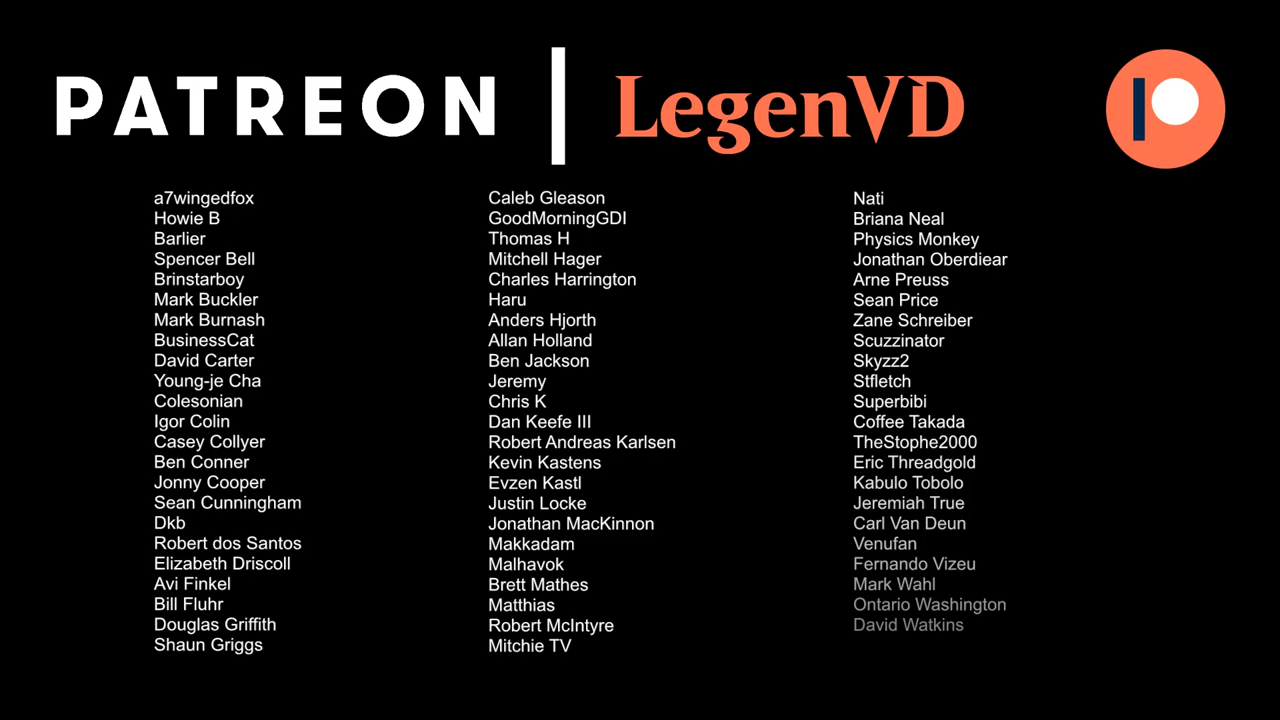 PATREON | LegenVD
a7wingedfox
Howie B
Barlier
Spencer Bell
Brinstarboy
Mark Buckler
Mark Burnash
BusinessCat
David Carter
Young-je Cha
Colesonian
Igor Colin
Casey Collyer
Ben Conner
Jonny Cooper
Sean Cunningham
Dkb
Robert dos Santos
Elizabeth Driscoll
Avi Finkel
Bill Fluhr
Douglas Griffith
Shaun Griggs
Caleb Gleason
GoodMorningGDI
Thomas H
Mitchell Hager
Charles Harrington
Haru
Anders Hjorth
Allan Holland
Ben Jackson
Jeremy
Chris K
Dan Keefe III
Robert Andreas Karlsen
Kevin Kastens
Evzen Kastl
Justin Locke
Jonathan MacKinnon
Makkadam
Malhavok
Brett Mathes
Matthias
Robert McIntyre
Mitchie TV
Nati
Briana Neal
Physics Monkey
Jonathan Oberdiear
Arne Preuss
Sean Price
Zane Schreiber
Scuzzinator
Skyzz2
Stfletch
Superbibi
Coffee Takada
TheStophe2000
Eric Threadgold
Kabulo Tobolo
Jeremiah True
Carl Van Deun
Venufan
Fernando Vizeu
Mark Wahl
Ontario Washington
David Watkins